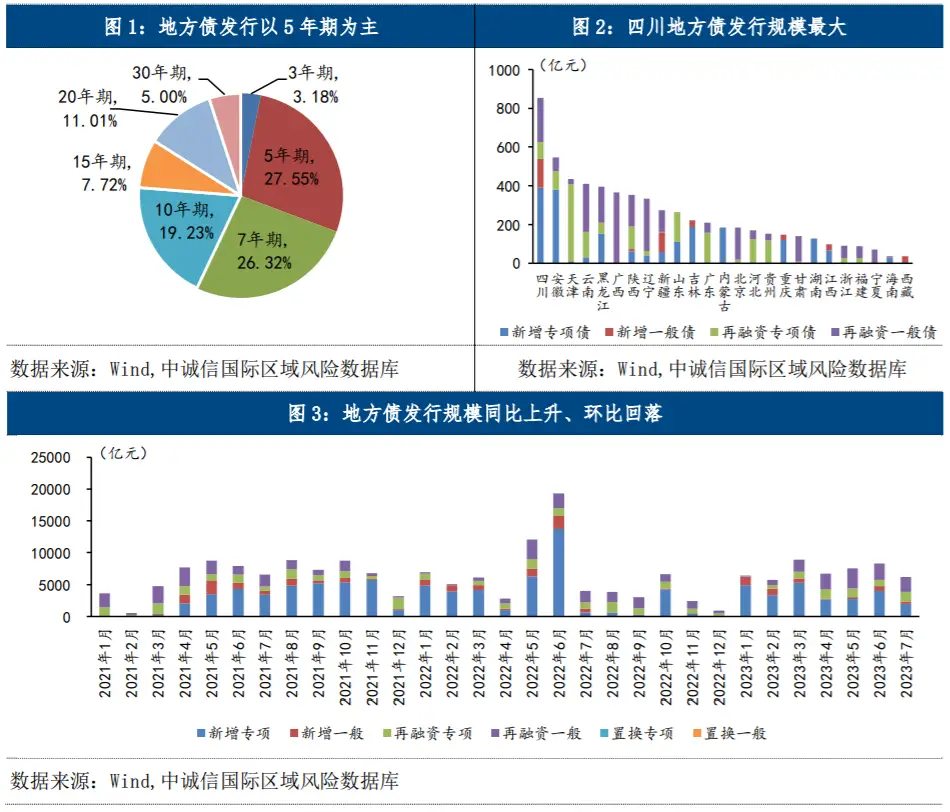 图 1：地方债发行以 5 年期为主
30年期，
5.00%
3年期，
3.18%
20年期，
11.01%
5年期，
27.55%
15年期，
7.72%
10年期，
19.23%
7年期，
26.32%
数据来源：Wind,中诚信国际区域风险数据库
图 2：四川地方债发行规模最大
（亿元）
1000
800
600
400
200
0
四川 安徽 天津 云南 黑龙江 广西 陕西 辽宁 新疆 山东 吉林 广东 内蒙古 北京 河北 贵州 重庆 甘肃 湖南 江西 浙江 福建 宁夏 海南 西藏
新增专项债 新增一般债 再融资专项债 再融资一般债
数据来源：Wind,中诚信国际区域风险数据库
图 3：地方债发行规模同比上升、环比回落
（亿元）
25000
20000
15000
10000
5000
0
2021年1月 2021年2月 2021年3月 2021年4月 2021年5月 2021年6月 2021年7月 2021年8月 2021年9月 2021年10月 2021年11月 2021年12月 2022年1月 2022年2月 2022年3月 2022年4月 2022年5月 2022年6月 2022年7月 2022年8月 2022年9月 2022年10月 2022年11月 2022年12月 2023年1月 2023年2月 2023年3月 2023年4月 2023年5月 2023年6月 2023年7月
新增专项 新增一般 再融资专项 再融资一般 置换专项 置换一般
数据来源：Wind,中诚信国际区域风险数据库